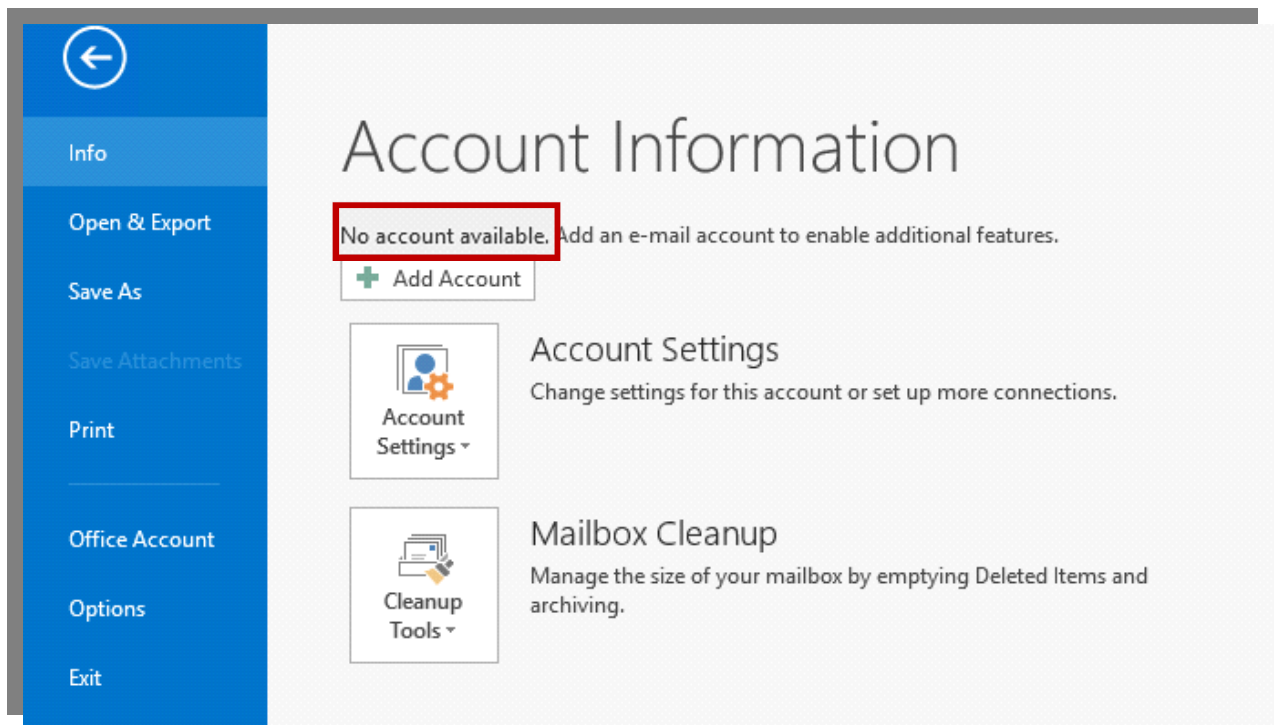 Info
Open & Export
Save As
Save Attachments
Print
Office Account
Options
Exit
Account Information
No account available. Add an e-mail account to enable additional features.
Add Account
Account
Settings
Account Settings
Change settings for this account or set up more connections.
Cleanup
Tools
Mailbox Cleanup
Manage the size of your mailbox by emptying Deleted Items and
archiving.